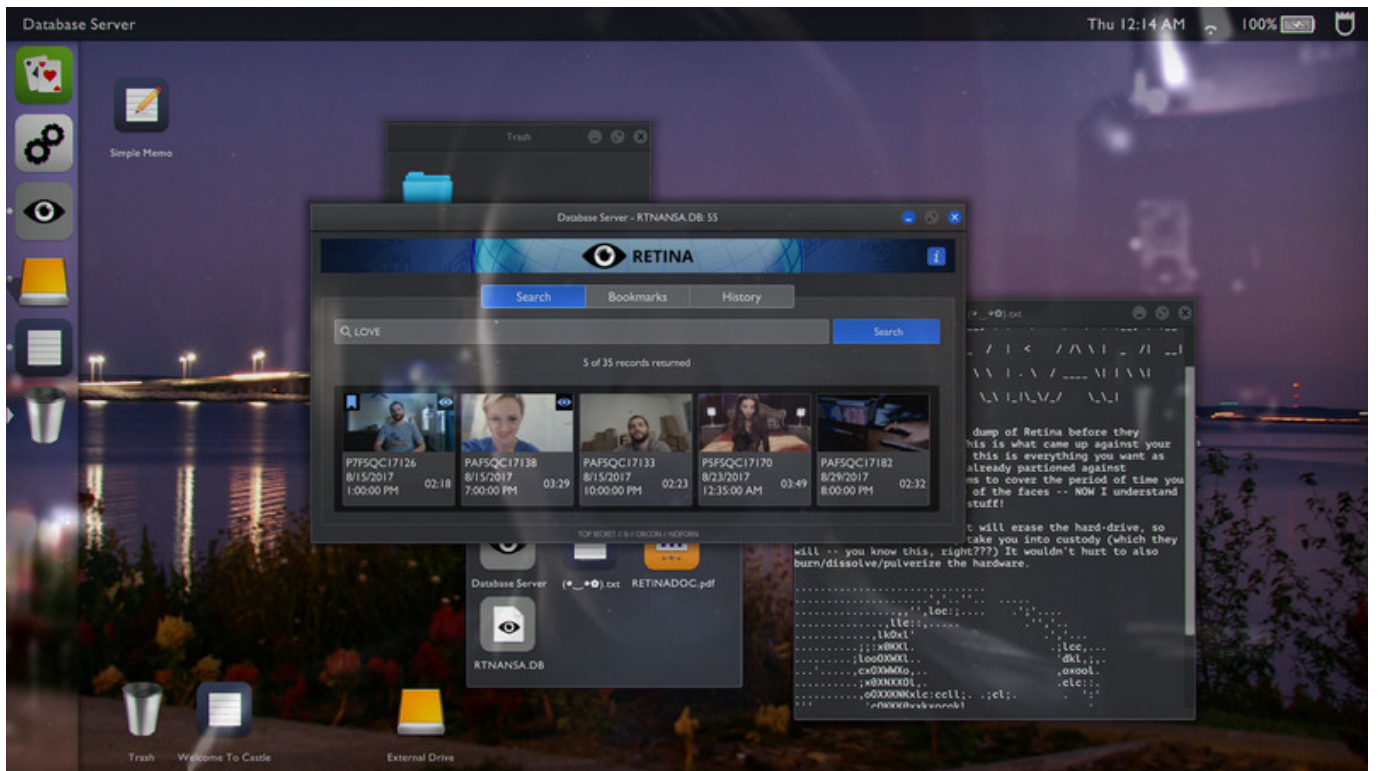 Database Server
Thu 12:14 AM
100%
Simple Memo
Trash
Database Server - RTNANSA.DB: 55
RETINA
i
Search
Bookmarks
History
LOVE
Search
5 of 35 records returned
P7FSQC17126
8/15/2017
1:00:00 PM
02:18
PAFSQC17138
8/15/2017
7:00:00 PM
03:29
PAFSQC17133
8/15/2017
10:00:00 PM
02:23
P5FSQC17170
8/23/2017
12:35:00 AM
03:49
PAFSQC17182
8/29/2017
8:00:00 PM
02:32
TOP SECRET // SI // ORCON // NOFORN
.txt
dump of Retina before they
his is what came up against your
this is everything you want as
already partioned against
ms to cover the period of time you
of the faces -- NOW I understand
stuff!
t will erase the hard-drive, so
take you into custody (which they
will -- you know this, right???) It wouldn't hurt to also
burn/dissolve/pulverize the hardware.
Database Server
.txt
RETINADOC.pdf
RTNANSA.DB
Trash
Welcome To Castle
External Drive